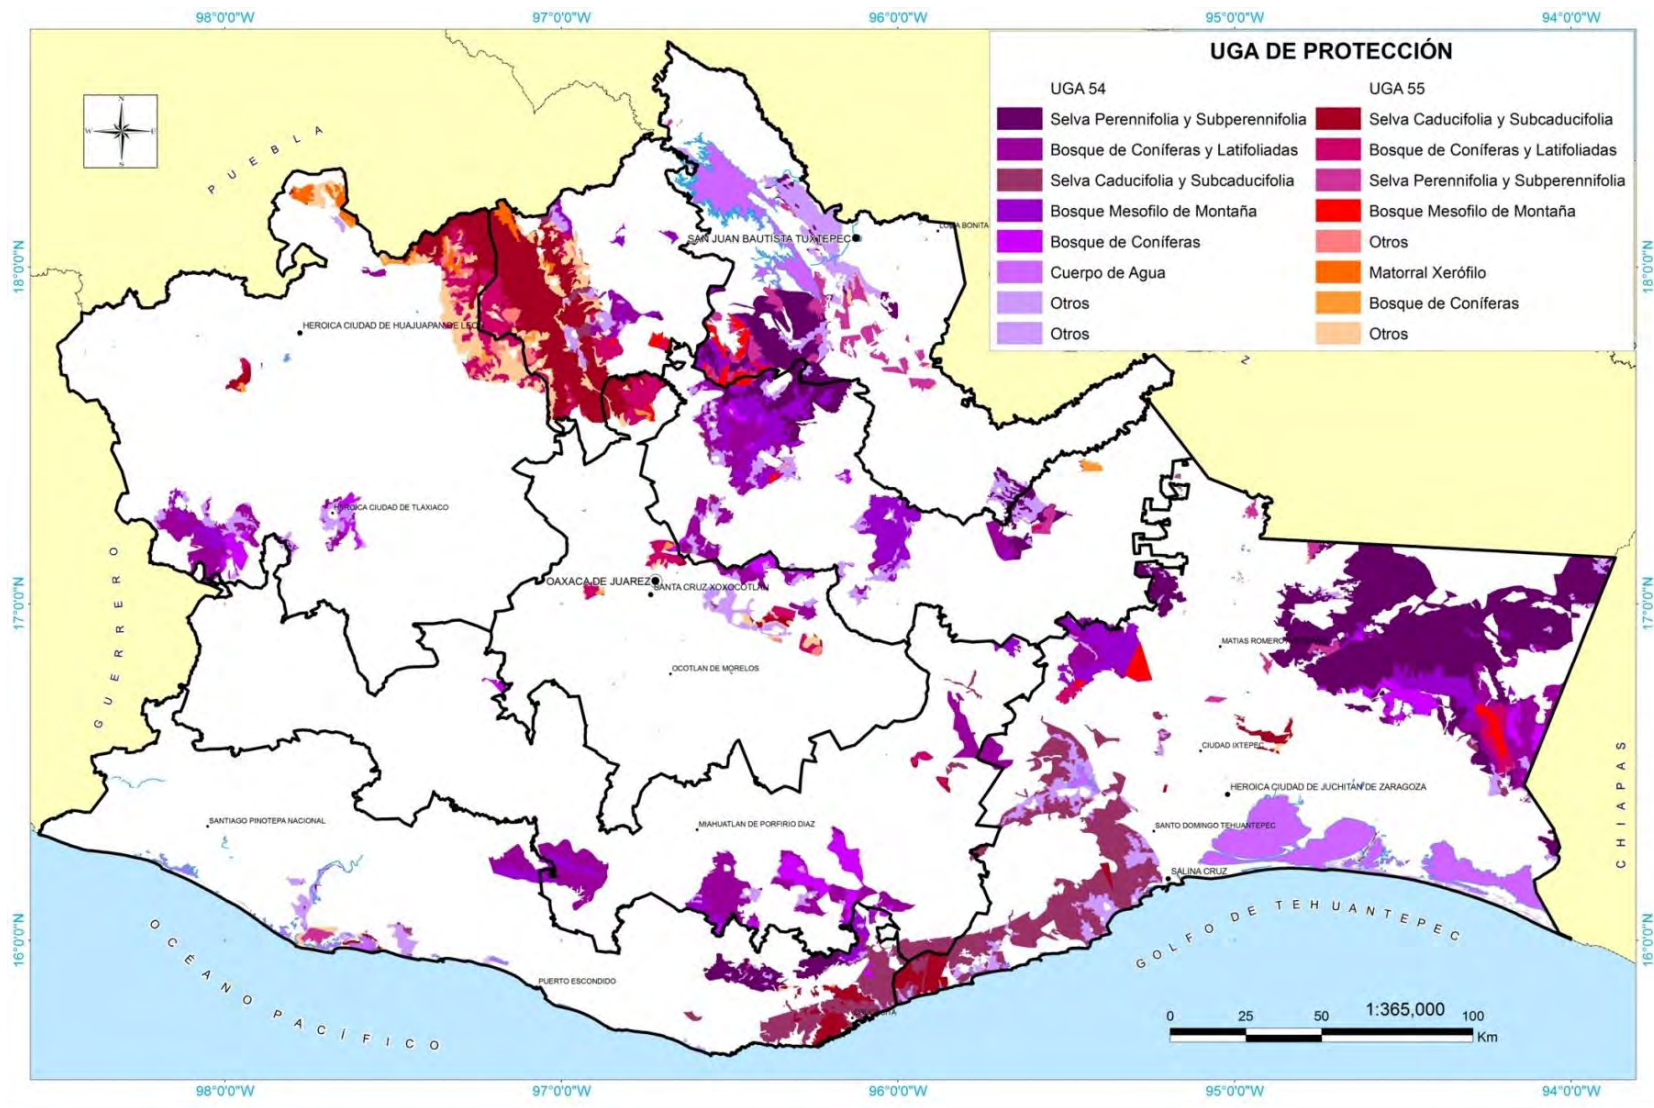 98°0'0"W 97°0'0"W 96°0'0"W 95°0'0"W 94°0'0"W
UGA DE PROTECCIÓN
UGA 54
Selva Perennifolia y Subperennifolia
Bosque de Coníferas y Latifoliadas
Selva Caducifolia y Subcaducifolia
Bosque Mesofilo de Montaña
Bosque de Coníferas
Cuerpo de Agua
Otros
Otros
UGA 55
Selva Caducifolia y Subcaducifolia
Bosque de Coníferas y Latifoliadas
Selva Perennifolia y Subperennifolia
Bosque Mesofilo de Montaña
Otros
Matorral Xerófilo
Bosque de Coníferas
Otros
N
W E
S
PUEBLA
LOMA BONITA
SAN JUAN BAUTISTA TUXTEPEC
18°0'0"N
18°0'0"N
HEROICA CIUDAD DE HUAJUAPAN DE LEÓN
Z
HEROICA CIUDAD DE TLAXIACO
OAXACA DE JUAREZ
SANTA CRUZ XOXOCOTLAN
17°0'0"N
17°0'0"N
GUERRERO
MATIAS ROMERO
OCOTLAN DE MORELOS
CIUDAD IXTEPEC
CHIAPAS
HEROICA CIUDAD DE JUCHITÁN DE ZARAGOZA
SANTIAGO PINOTEPA NACIONAL
MIAHUATLAN DE PORFIRIO DIAZ
SANTO DOMINGO TEHUANTEPEC
SALINA CRUZ
GOLFO DE TEHUANTEPEC
16°0'0"N
16°0'0"N
OCÉANO PACÍFICO
PUERTO ESCONDIDO
1:365,000
0 25 50 100
Km
98°0'0"W 97°0'0"W 96°0'0"W 95°0'0"W 94°0'0"W